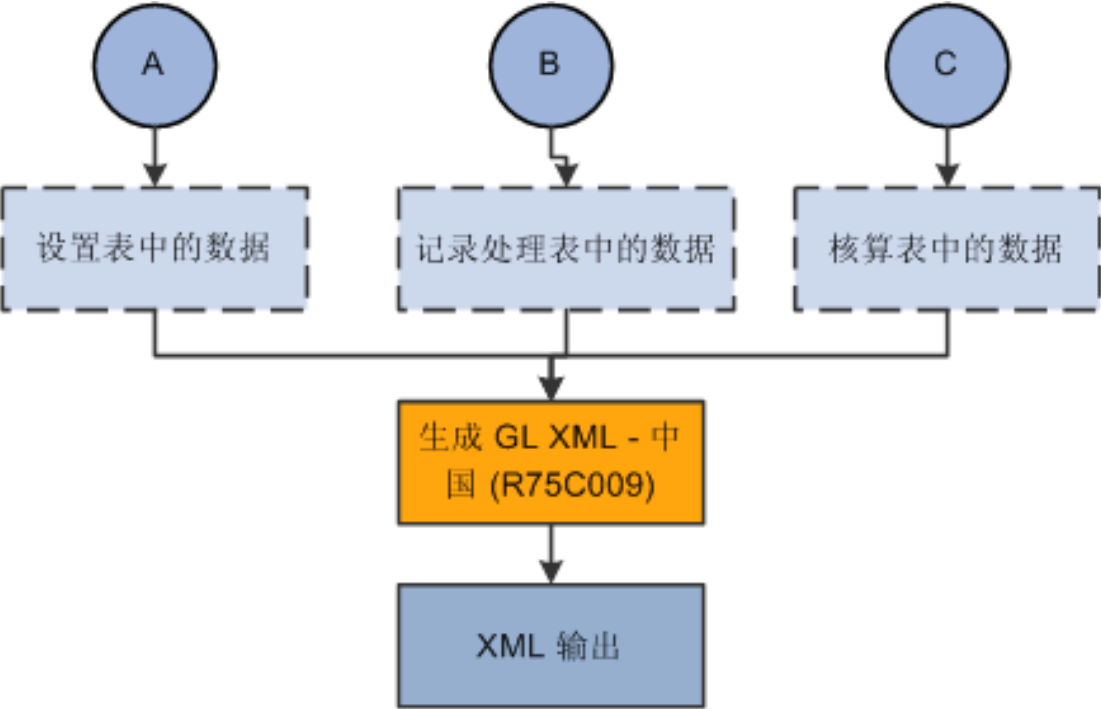 A
B
C
设置表中的数据
记录处理表中的数据
核算表中的数据
生成 GL XML - 中
国 (R75C009)
XML 输出